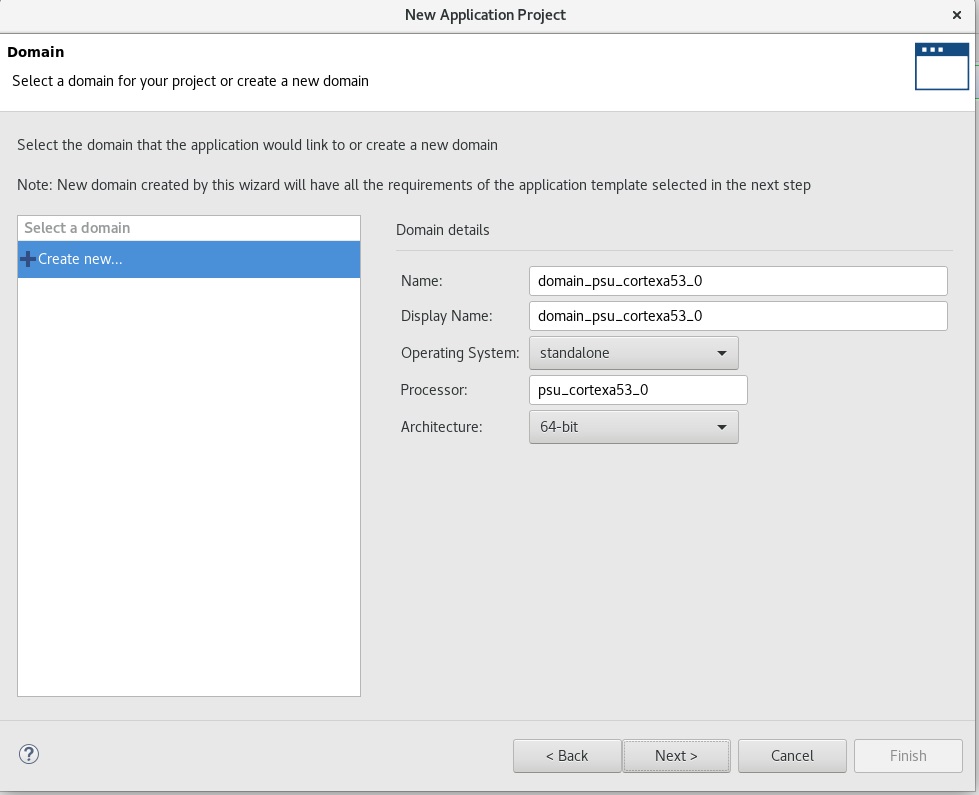 New Application Project
Domain
Select a domain for your project or create a new domain
Select the domain that the application would link to or create a new domain
Note: New domain created by this wizard will have all the requirements of the application template selected in the next step
Select a domain
Create new...
Domain details
Name: domain_psu_cortexa53_0
Display Name: domain_psu_cortexa53_0
Operating System: standalone
Processor: psu_cortexa53_0
Architecture: 64-bit
< Back Next > Cancel Finish